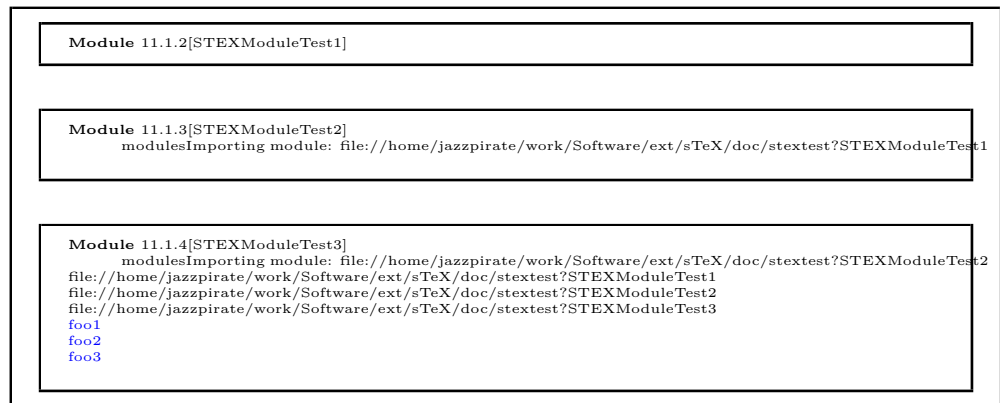 Module 11.1.2[STEXModuleTest1]
Module 11.1.3[STEXModuleTest2]
modulesImporting module: file://home/jazzpirate/work/Software/ext/sTeX/doc/stextest?STEXModuleTest1
Module 11.1.4[STEXModuleTest3]
modulesImporting module: file://home/jazzpirate/work/Software/ext/sTeX/doc/stextest?STEXModuleTest2
file://home/jazzpirate/work/Software/ext/sTeX/doc/stextest?STEXModuleTest1
file://home/jazzpirate/work/Software/ext/sTeX/doc/stextest?STEXModuleTest2
file://home/jazzpirate/work/Software/ext/sTeX/doc/stextest?STEXModuleTest3
foo1
foo2
foo3